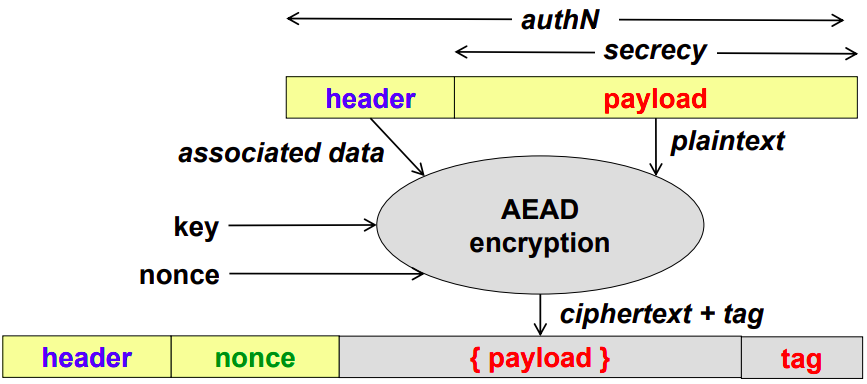 authN
secrecy
header payload
associated data plaintext
AEAD
encryption
key
nonce
ciphertext + tag
header nonce { payload } tag